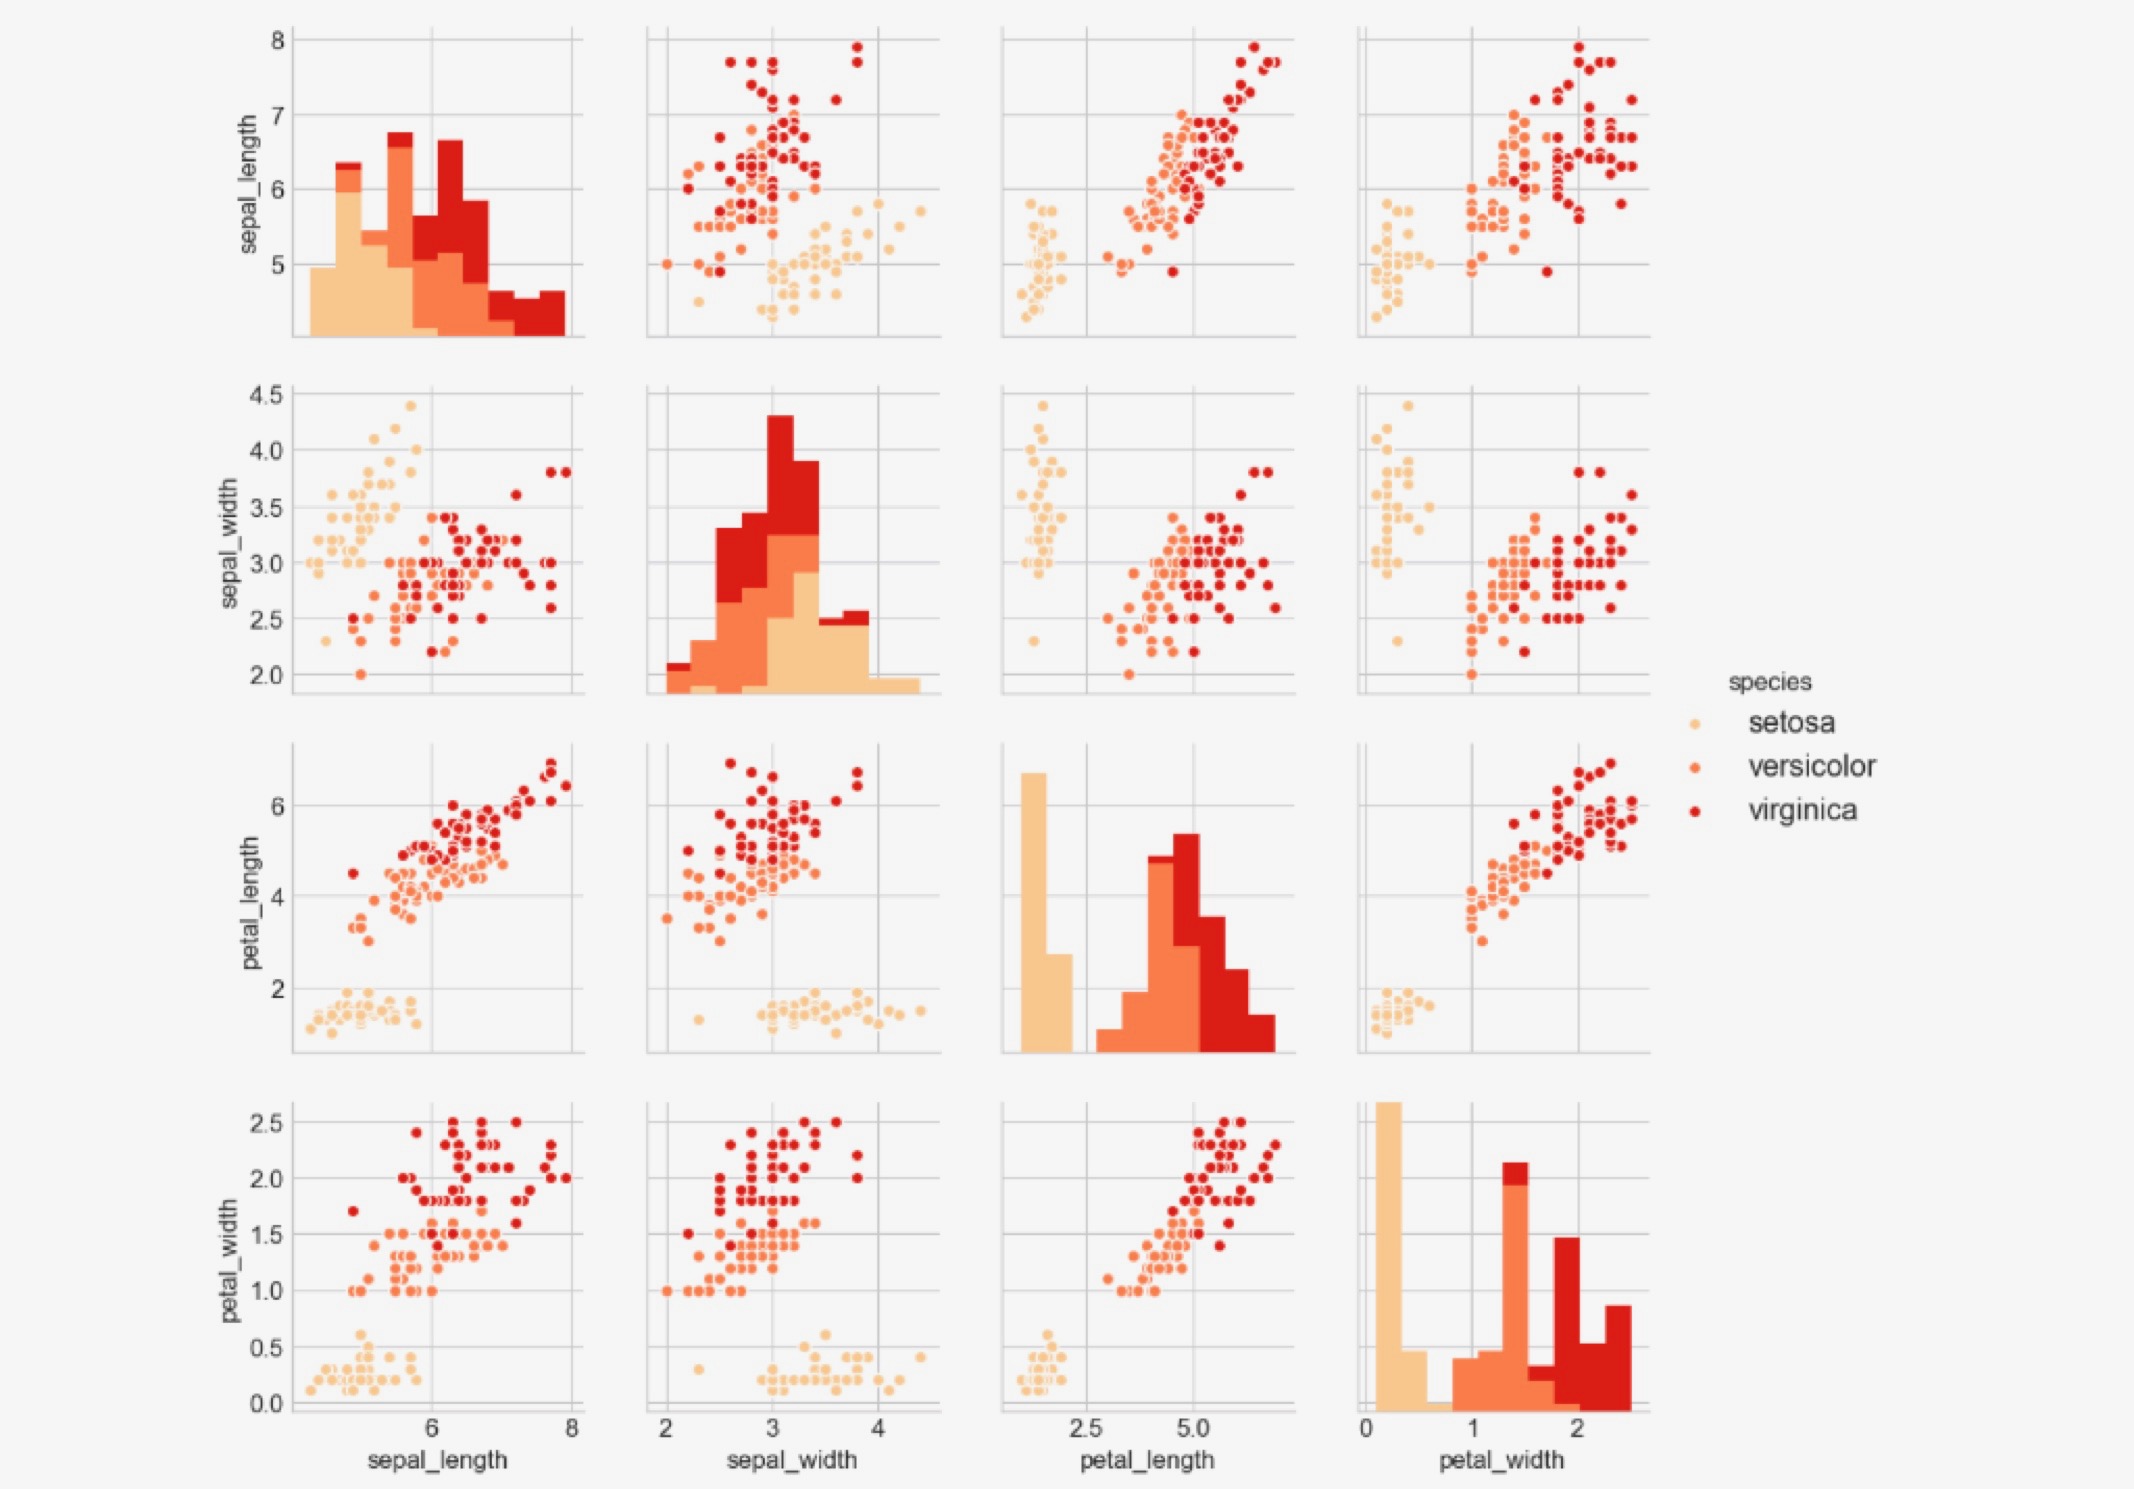 8
7
6
5
sepal_length
4.5
4.0
3.5
3.0
2.5
2.0
sepal_width
species
setosa
versicolor
virginica
6
4
2
petal_length
2.5
2.0
1.5
1.0
0.5
0.0
petal_width
6 8
sepal_length
2 3 4
sepal_width
2.5 5.0
petal_length
0 1 2
petal_width